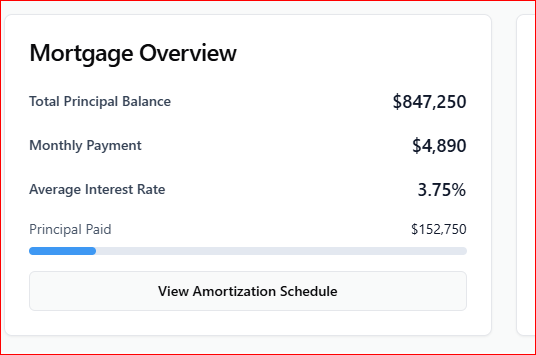 Mortgage Overview
Total Principal Balance $847,250
Monthly Payment $4,890
Average Interest Rate 3.75%
Principal Paid $152,750
View Amortization Schedule